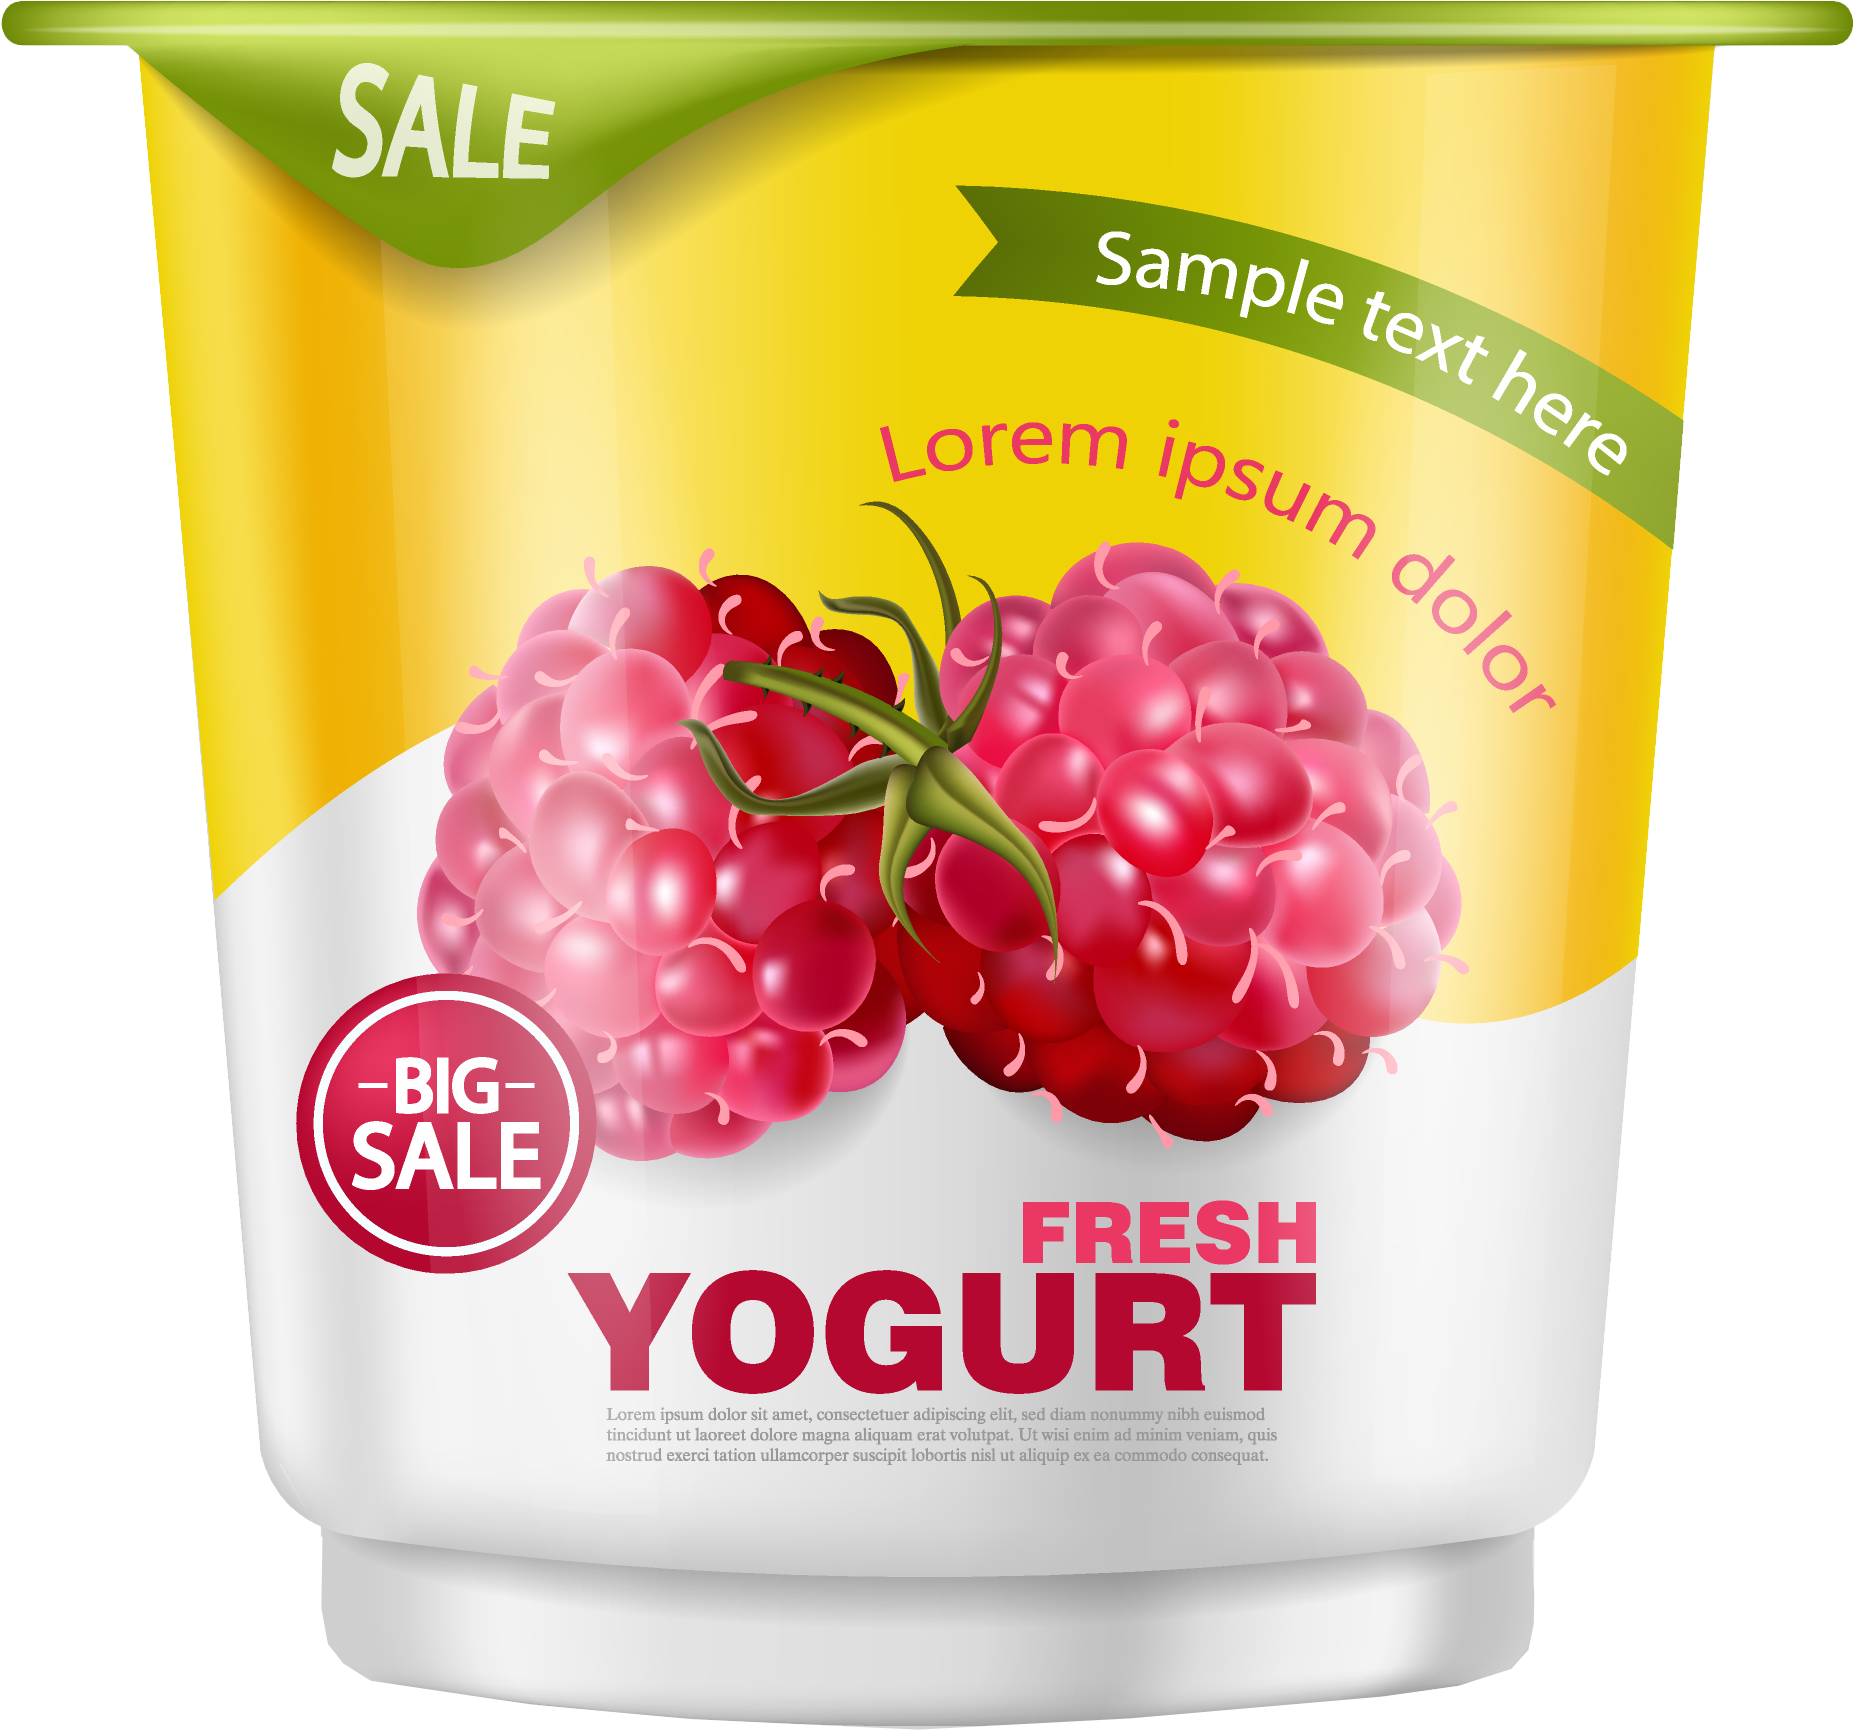 SALE
Sample text here
Lorem ipsum dolor
-BIG-
SALE
FRESH
YOGURT
Lorem ipsum dolor sit amet, consectetuer adipiscing elit, sed diam nonummy nibh euismod
tincidunt ut laoreet dolore magna aliquam erat volutpat. Ut wisi enim ad minim veniam, quis
nostrud exerci tation ullamcorper suscipit lobortis nisl ut aliquip ex ea commodo consequat.